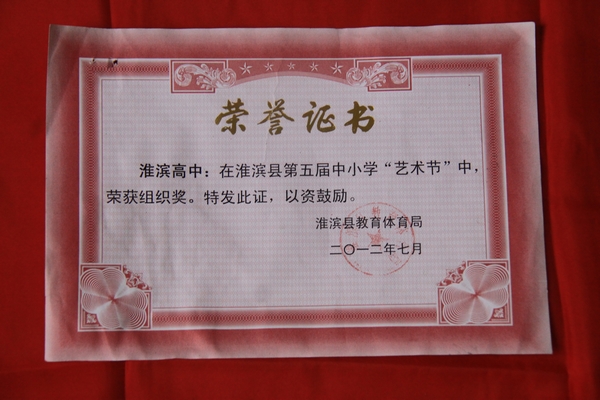 荣誉证书
淮滨高中：在淮滨县第五届中小学“艺术节”中，
荣获组织奖。特发此证，以资鼓励。
淮滨县教育体育局
二〇一二年七月